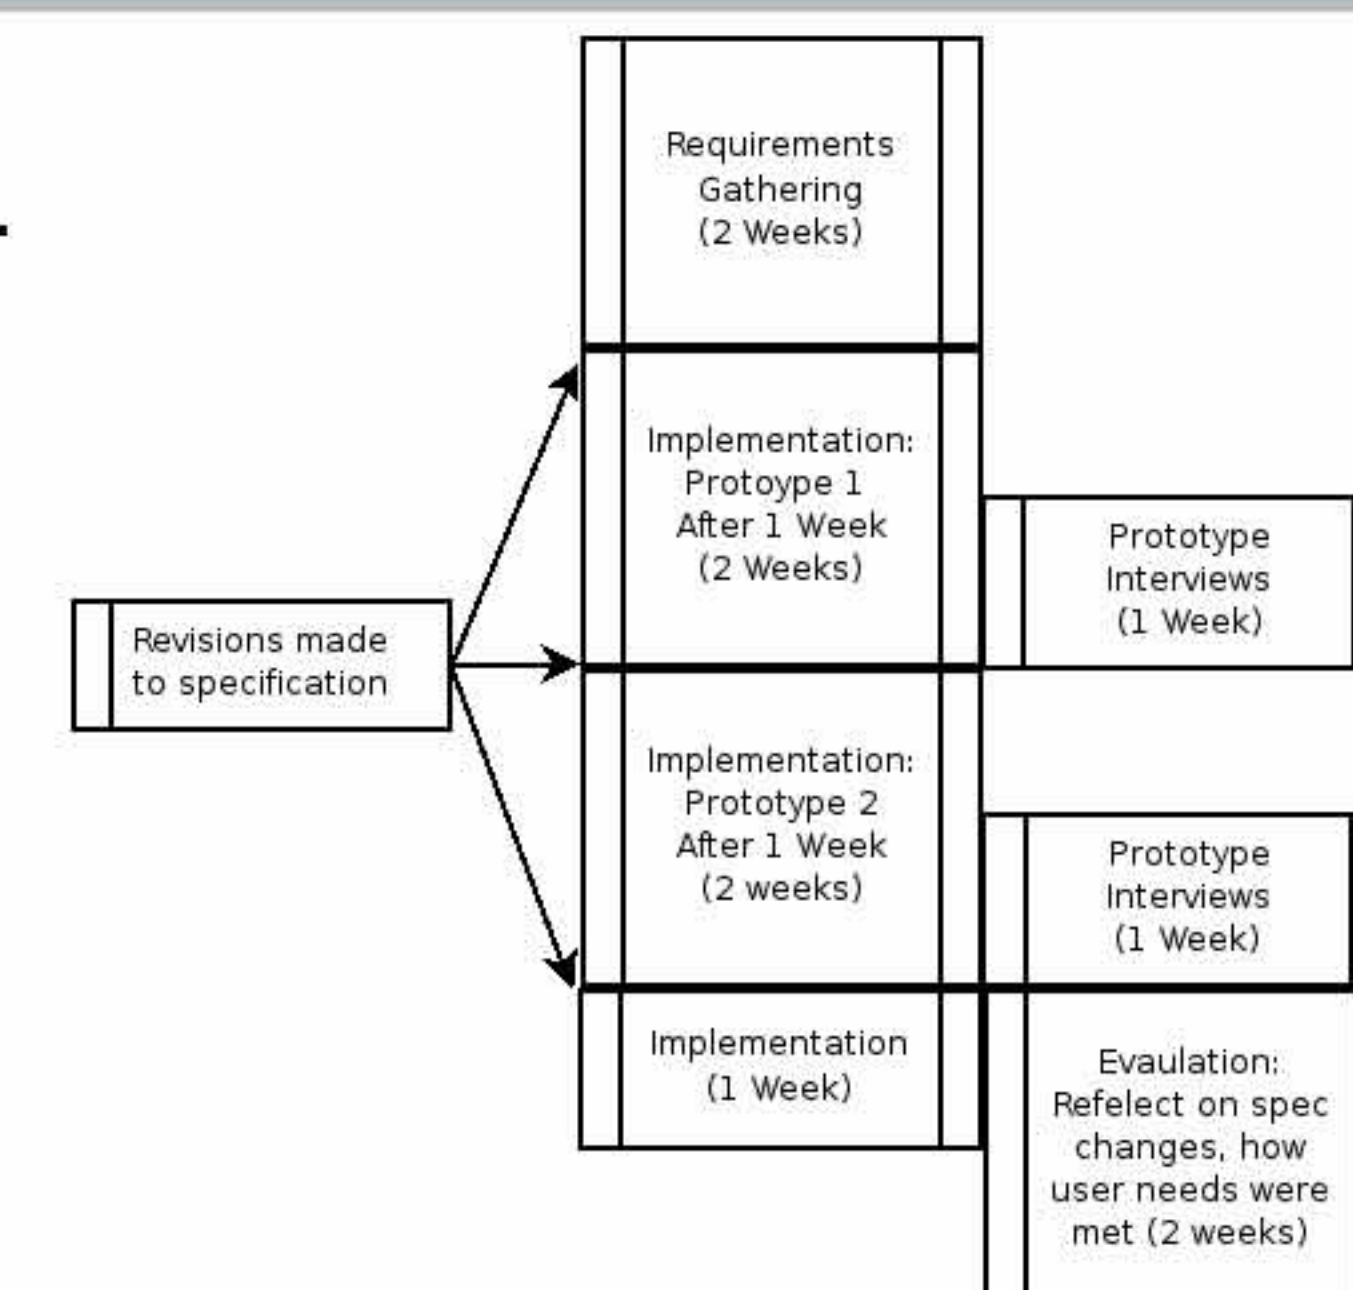 Requirements
Gathering
(2 Weeks)
Implementation:
Protoype 1
After 1 Week
(2 Weeks)
Prototype
Interviews
(1 Week)
Revisions made
to specification
Implementation:
Prototype 2
After 1 Week
(2 weeks)
Prototype
Interviews
(1 Week)
Implementation
(1 Week)
Evaulation:
Refelect on spec
changes, how
user needs were
met (2 weeks)